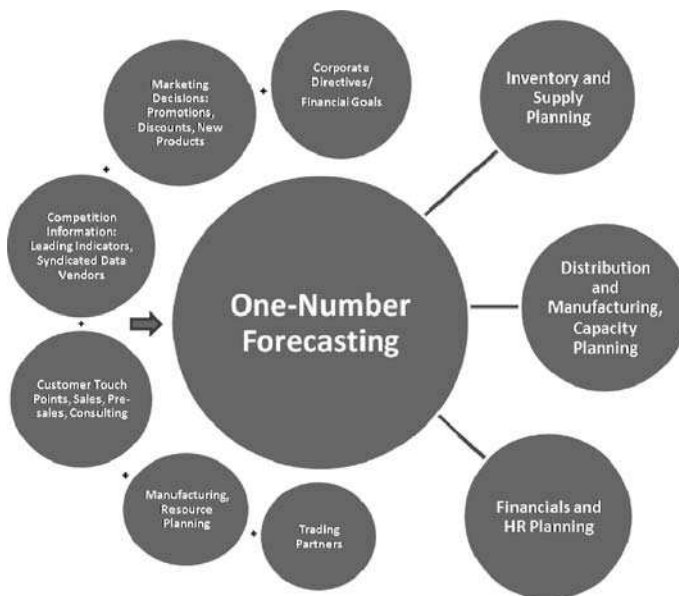 Corporate
Directives/
Financial Goals
Marketing
Decisions:
Promotions,
Discounts, New
Products
Competition
Information:
Leading Indicators,
Syndicated Data
Vendors
Customer Touch
Points, Sales, Pre-
sales, Consulting
Manufacturing,
Resource
Planning
Trading
Partners
One-Number
Forecasting
Inventory and
Supply Planning
Distribution
and
Manufacturing,
Capacity
Planning
Financials and
HR Planning